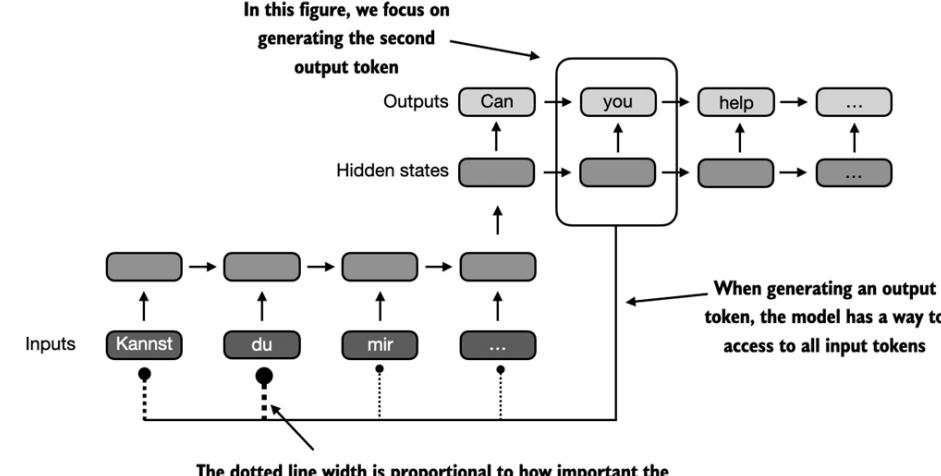 In this figure, we focus on
generating the second
output token
Outputs
Can
you
help
...
Hidden states
...
When generating an output
token, the model has a way to
access to all input tokens
Inputs
Kannst
du
mir
...
The dotted line width is proportional to how important the